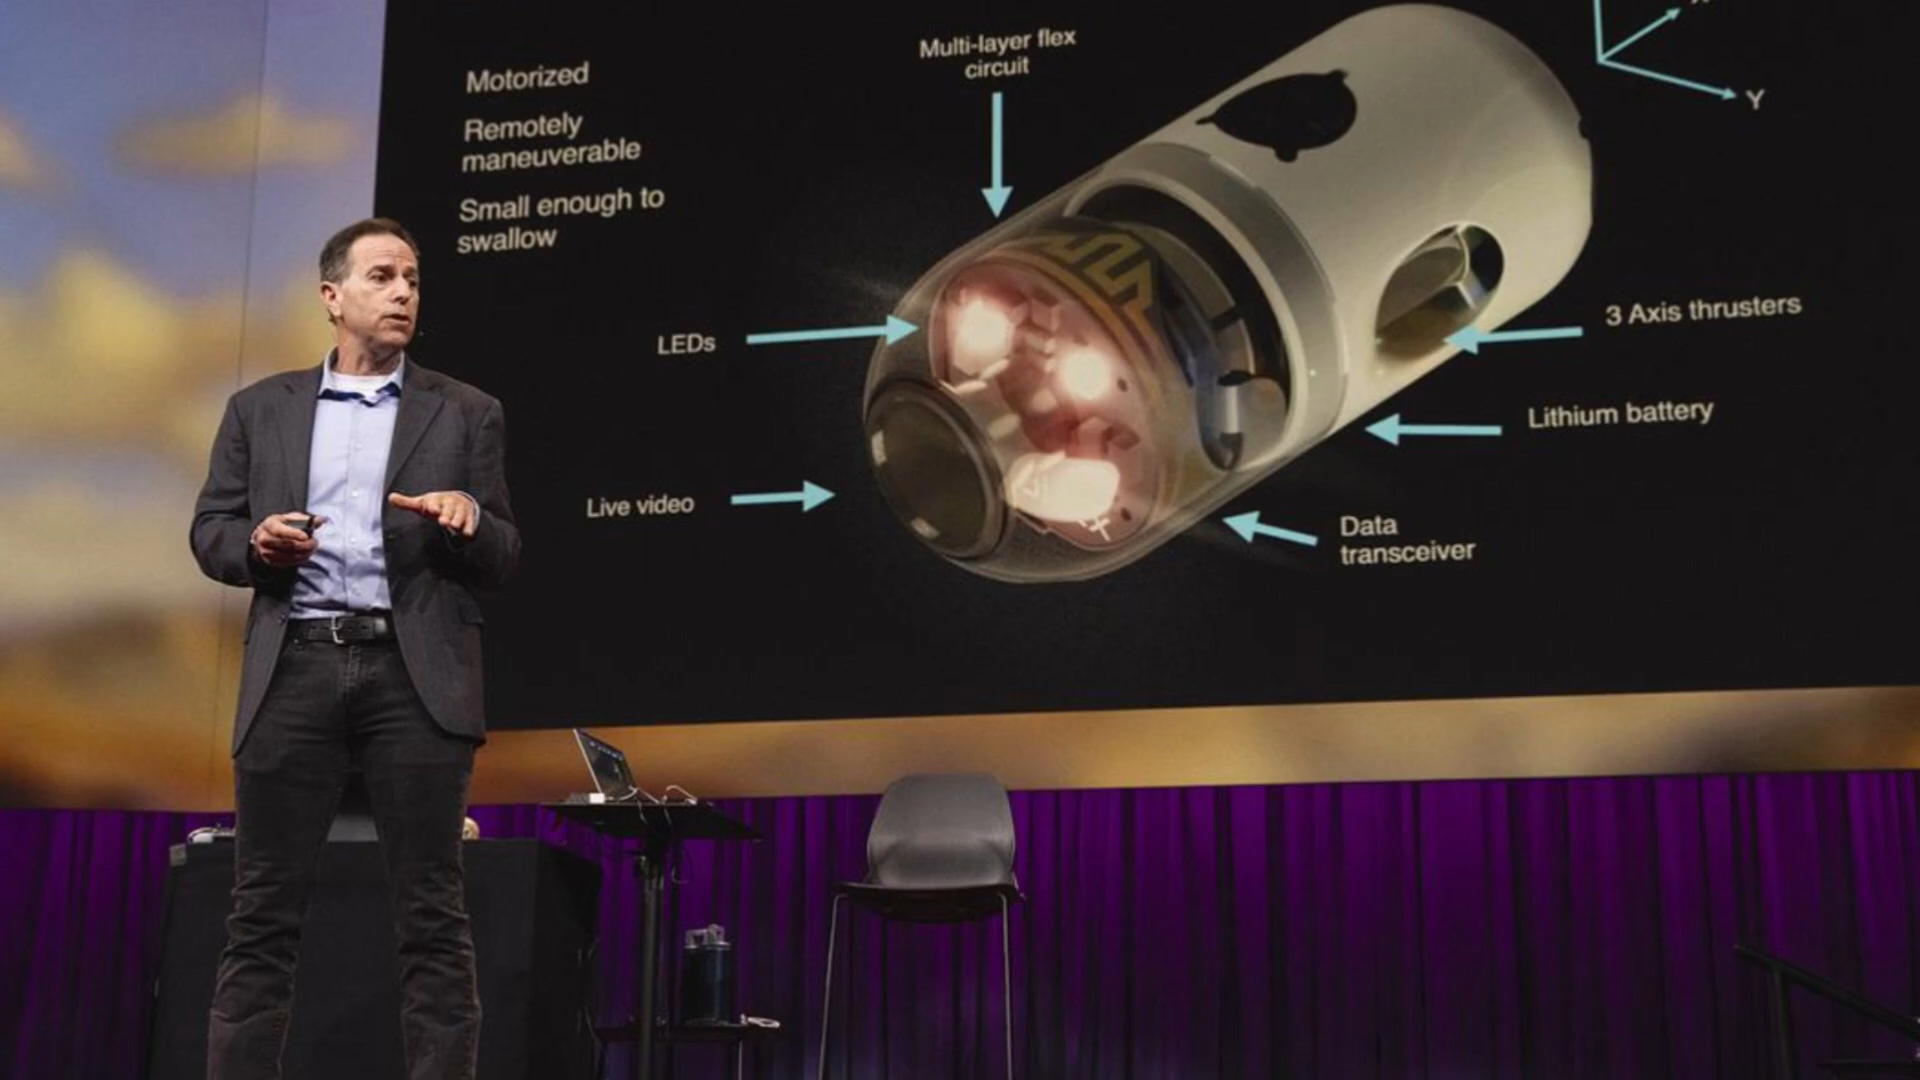 Motorized
Remotely
maneuverable
Small enough to
swallow
Multi-layer flex
circuit
LEDs
Live video
Y
3 Axis thrusters
Lithium battery
Data
transceiver